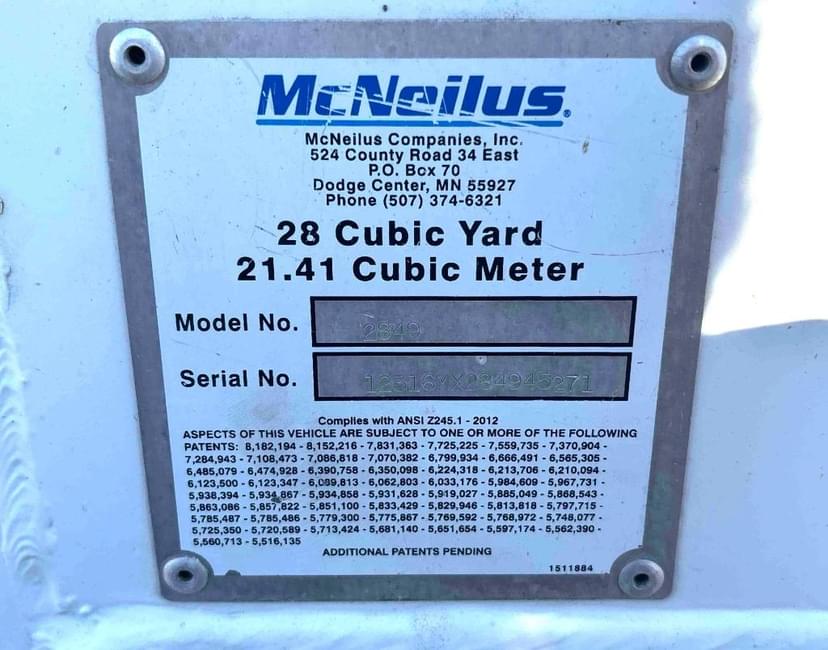 McNeilus®
McNeilus Companies, Inc.
524 County Road 34 East
P.O. Box 70
Dodge Center, MN 55927
Phone (507) 374-6321
28 Cubic Yard
21.41 Cubic Meter
Model No. 2849
Serial No.
Complies with ANSI Z245.1 - 2012
ASPECTS OF THIS VEHICLE ARE SUBJECT TO ONE OR MORE OF THE FOLLOWING
PATENTS: 8,182,194 - 8,152,216 - 7,831,363 - 7,725,225 - 7,559,735 - 7,370,904 -
7,284,943 - 7,108,473 - 7,086,818 - 7,070,382 - 6,799,934 - 6,666,491 - 6,565,305 -
6,485,079 - 6,474,928 - 6,390,758 - 6,350,098 - 6,224,318 - 6,213,706 - 6,210,094 -
6,123,500 - 6,123,347 - 6,089,813 - 6,062,803 - 6,033,176 - 5,984,609 - 5,967,731 -
5,938,394 - 5,934,867 - 5,934,858 - 5,931,628 - 5,919,027 - 5,885,049 - 5,868,543 -
5,863,086 - 5,857,822 - 5,851,100 - 5,833,429 - 5,829,946 - 5,813,818 - 5,797,715 -
5,785,487 - 5,785,486 - 5,779,300 - 5,775,867 - 5,769,592 - 5,768,972 - 5,748,077 -
5,725,350 - 5,720,589 - 5,713,424 - 5,681,140 - 5,651,654 - 5,597,174 - 5,562,390 -
5,560,713 - 5,516,135
ADDITIONAL PATENTS PENDING
1511884